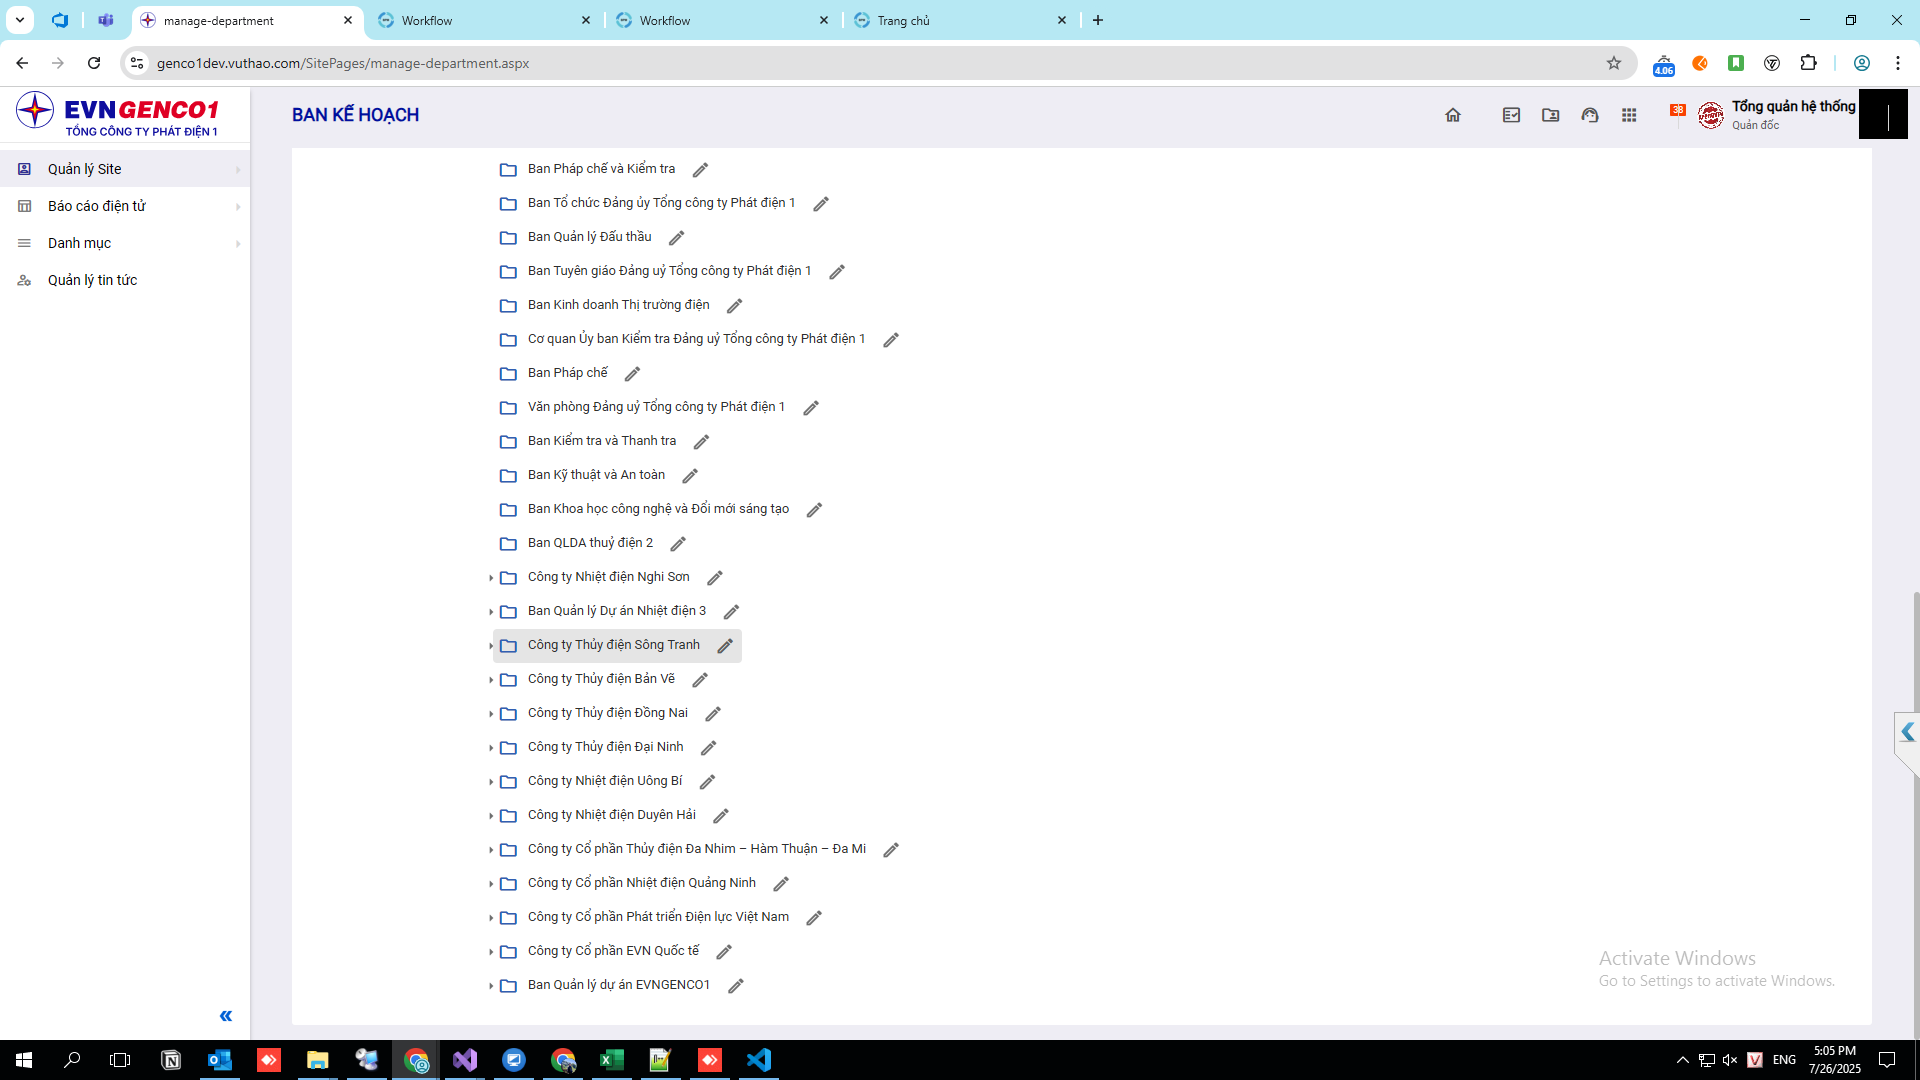 manage-department
Workflow
Workflow
Trang chủ
genco1dev.vuthao.com/SitePages/manage-department.aspx
4.06
EVNGENCO1
TỔNG CÔNG TY PHÁT ĐIỆN 1
BAN KẾ HOẠCH
38
Tổng quản hệ thống
Quản đốc
Quản lý Site
Báo cáo điện tử
Danh mục
Quản lý tin tức
Ban Pháp chế và Kiểm tra
Ban Tổ chức Đảng ủy Tổng công ty Phát điện 1
Ban Quản lý Đấu thầu
Ban Tuyên giáo Đảng uỷ Tổng công ty Phát điện 1
Ban Kinh doanh Thị trường điện
Cơ quan Ủy ban Kiểm tra Đảng uỷ Tổng công ty Phát điện 1
Ban Pháp chế
Văn phòng Đảng uỷ Tổng công ty Phát điện 1
Ban Kiểm tra và Thanh tra
Ban Kỹ thuật và An toàn
Ban Khoa học công nghệ và Đổi mới sáng tạo
Ban QLDA thuỷ điện 2
Công ty Nhiệt điện Nghi Sơn
Ban Quản lý Dự án Nhiệt điện 3
Công ty Thủy điện Sông Tranh
Công ty Thủy điện Bản Vẽ
Công ty Thủy điện Đồng Nai
Công ty Thủy điện Đại Ninh
Công ty Nhiệt điện Uông Bí
Công ty Nhiệt điện Duyên Hải
Công ty Cổ phần Thủy điện Đa Nhim – Hàm Thuận – Đa Mi
Công ty Cổ phần Nhiệt điện Quảng Ninh
Công ty Cổ phần Phát triển Điện lực Việt Nam
Công ty Cổ phần EVN Quốc tế
Ban Quản lý dự án EVNGENCO1
Activate Windows
Go to Settings to activate Windows.
ENG
5:05 PM
7/26/2025